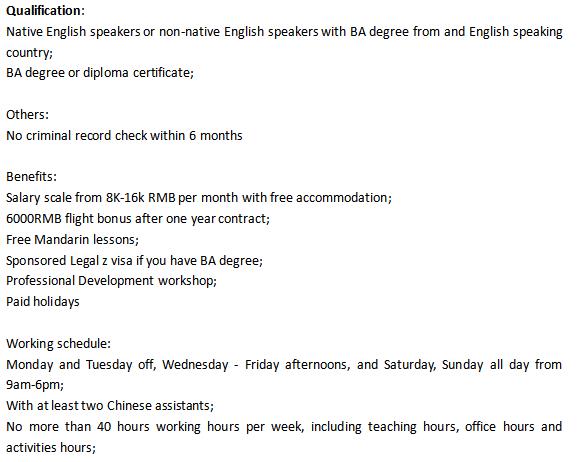 Qualification:
Native English speakers or non-native English speakers with BA degree from and English speaking
country;
BA degree or diploma certificate;
Others:
No criminal record check within 6 months
Benefits:
Salary scale from 8K-16k RMB per month with free accommodation;
6000RMB flight bonus after one year contract;
Free Mandarin lessons;
Sponsored Legal z visa if you have BA degree;
Professional Development workshop;
Paid holidays
Working schedule:
Monday and Tuesday off, Wednesday - Friday afternoons, and Saturday, Sunday all day from
9am-6pm;
With at least two Chinese assistants;
No more than 40 hours working hours per week, including teaching hours, office hours and
activities hours;